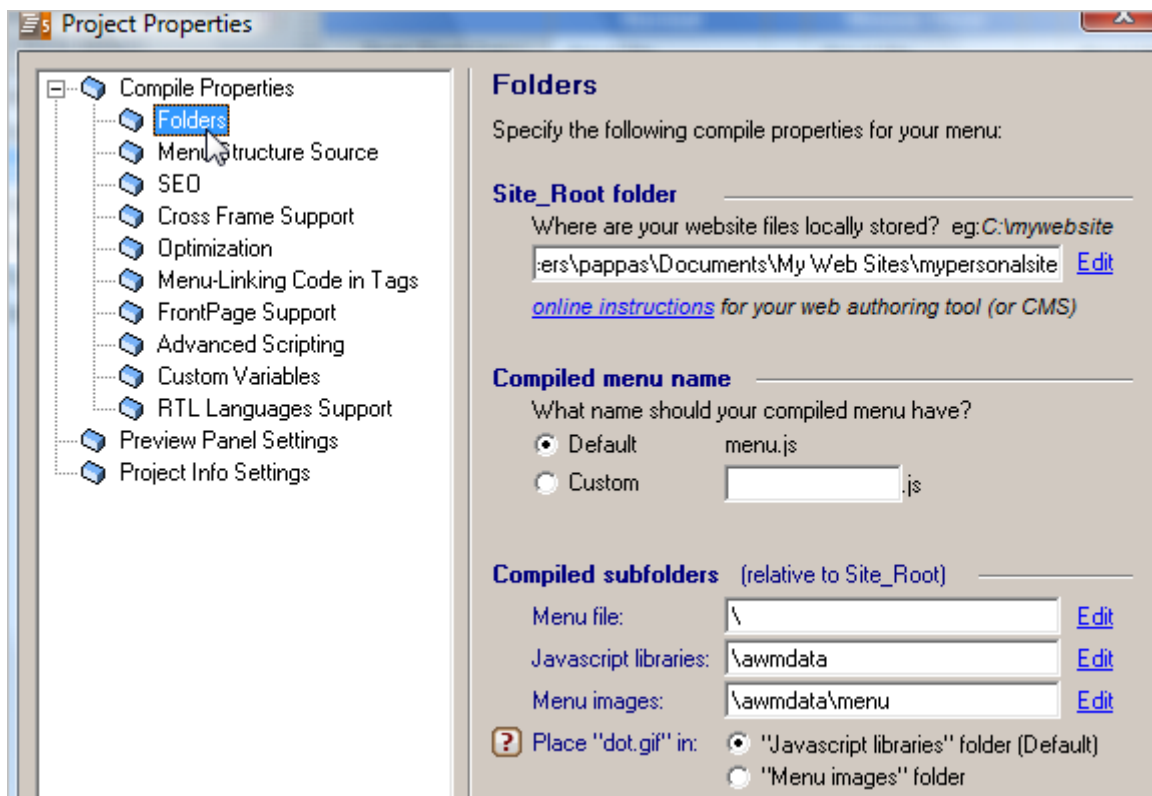 Project Properties
Compile Properties
Folders
Menu Structure Source
SEO
Cross Frame Support
Optimization
Menu-Linking Code in Tags
FrontPage Support
Advanced Scripting
Custom Variables
RTL Languages Support
Preview Panel Settings
Project Info Settings
Folders
Specify the following compile properties for your menu:
Site_Root folder
Where are your website files locally stored? eg:C:\mywebsite
ers\pappas\Documents\My Web Sites\mypersonalsite Edit
online instructions for your web authoring tool (or CMS)
Compiled menu name
What name should your compiled menu have?
Default menu.js
Custom .js
Compiled subfolders (relative to Site_Root)
Menu file: \ Edit
Javascript libraries: \awmdata Edit
Menu images: \awmdata\menu Edit
? Place "dot.gif" in: "Javascript libraries" folder (Default)
"Menu images" folder